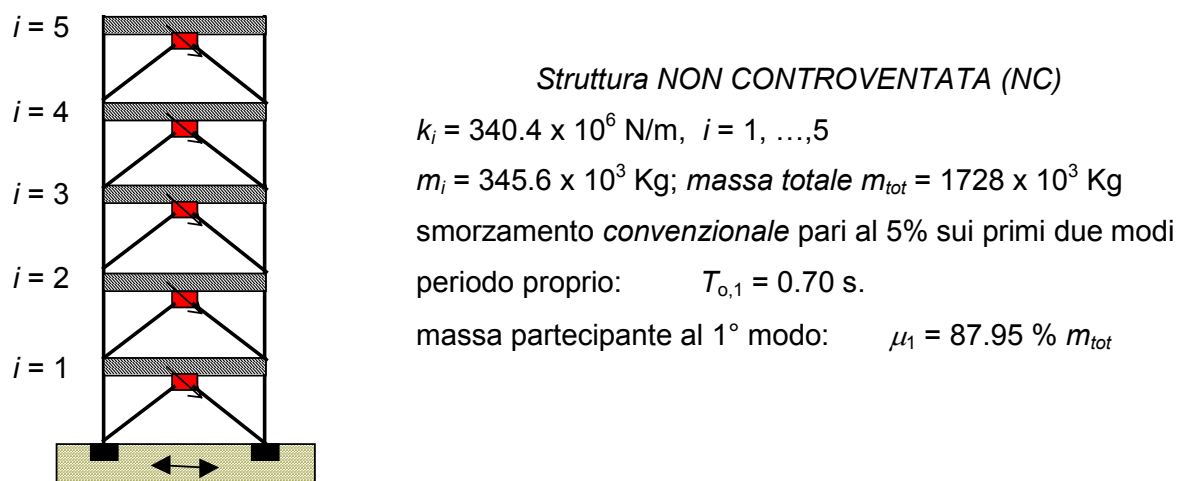 i = 5
i = 4
i = 3
i = 2
i = 1
Struttura NON CONTROVENTATA (NC)
kᵢ = 340.4 x 10⁶ N/m, i = 1, …,5
mᵢ = 345.6 x 10³ Kg; massa totale mₜₒₜ = 1728 x 10³ Kg
smorzamento convenzionale pari al 5% sui primi due modi
periodo proprio: Tₒ,₁ = 0.70 s.
massa partecipante al 1° modo: μ₁ = 87.95 % mₜₒₜ